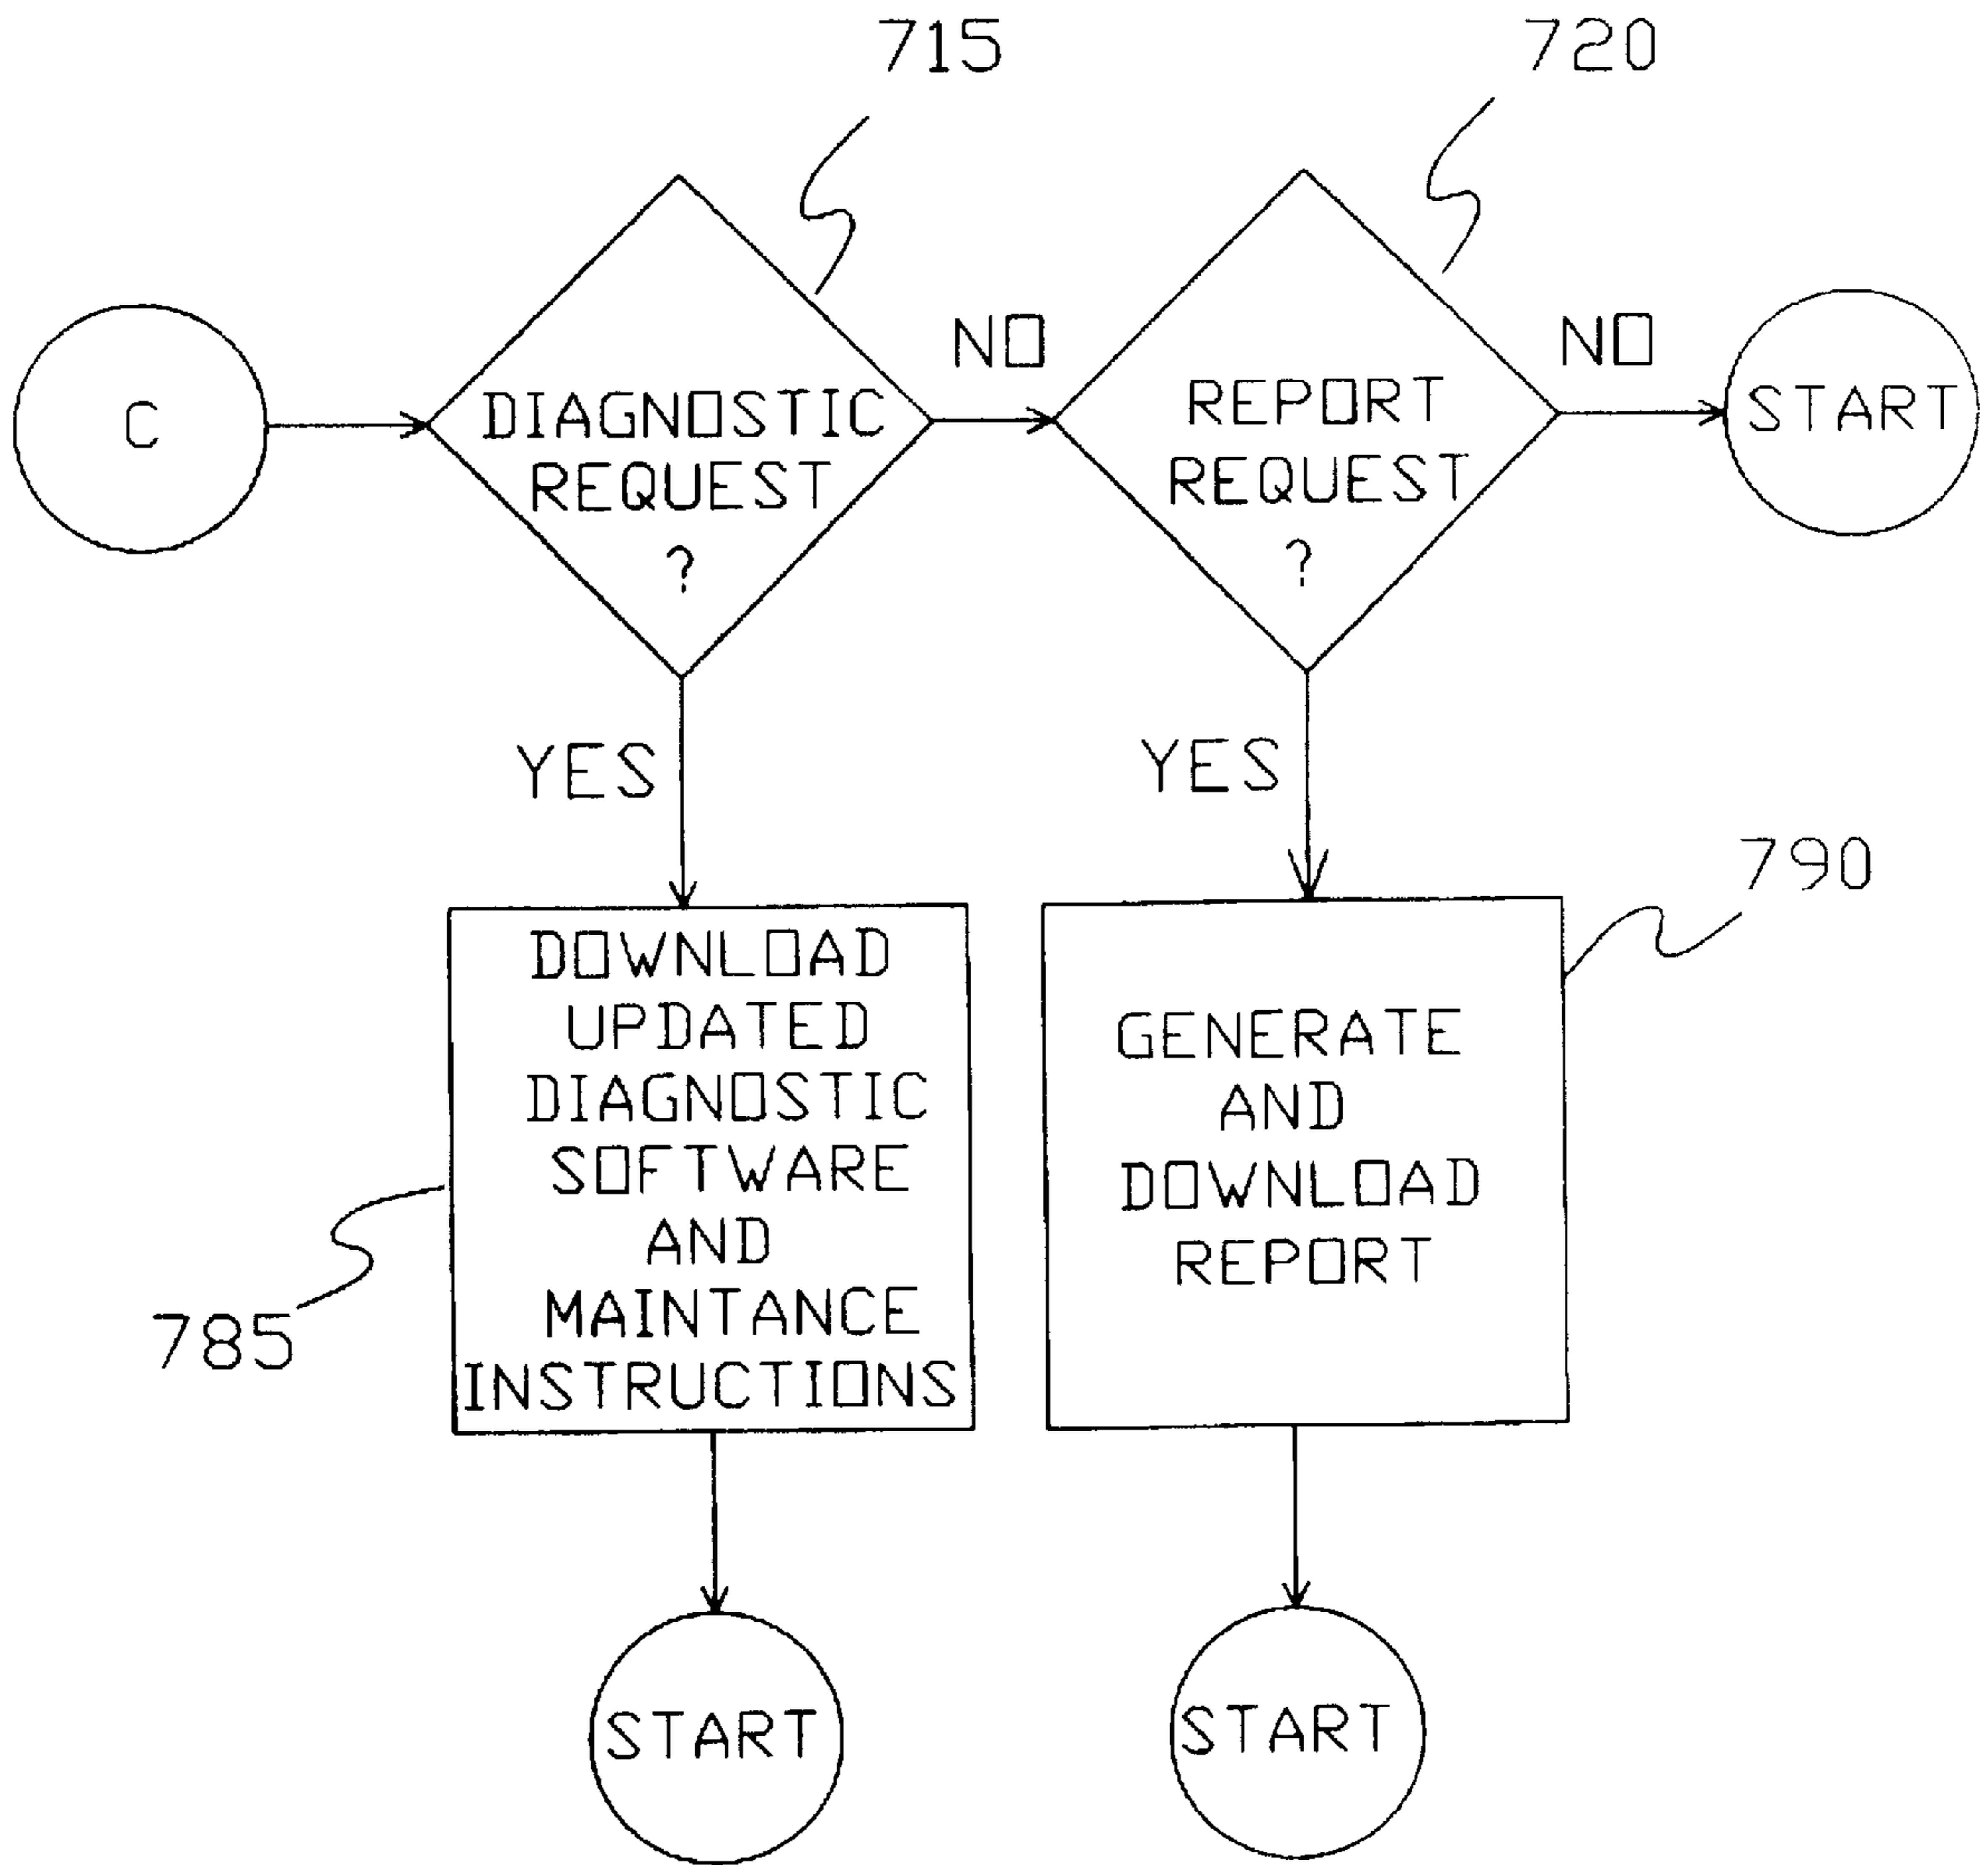 715
720
C
DIAGNOSTIC
REQUEST
?
NO
REPORT
REQUEST
?
NO
START
YES
YES
790
DOWNLOAD
UPDATED
DIAGNOSTIC
SOFTWARE
AND
MAINTANCE
INSTRUCTIONS
785
GENERATE
AND
DOWNLOAD
REPORT
START
START